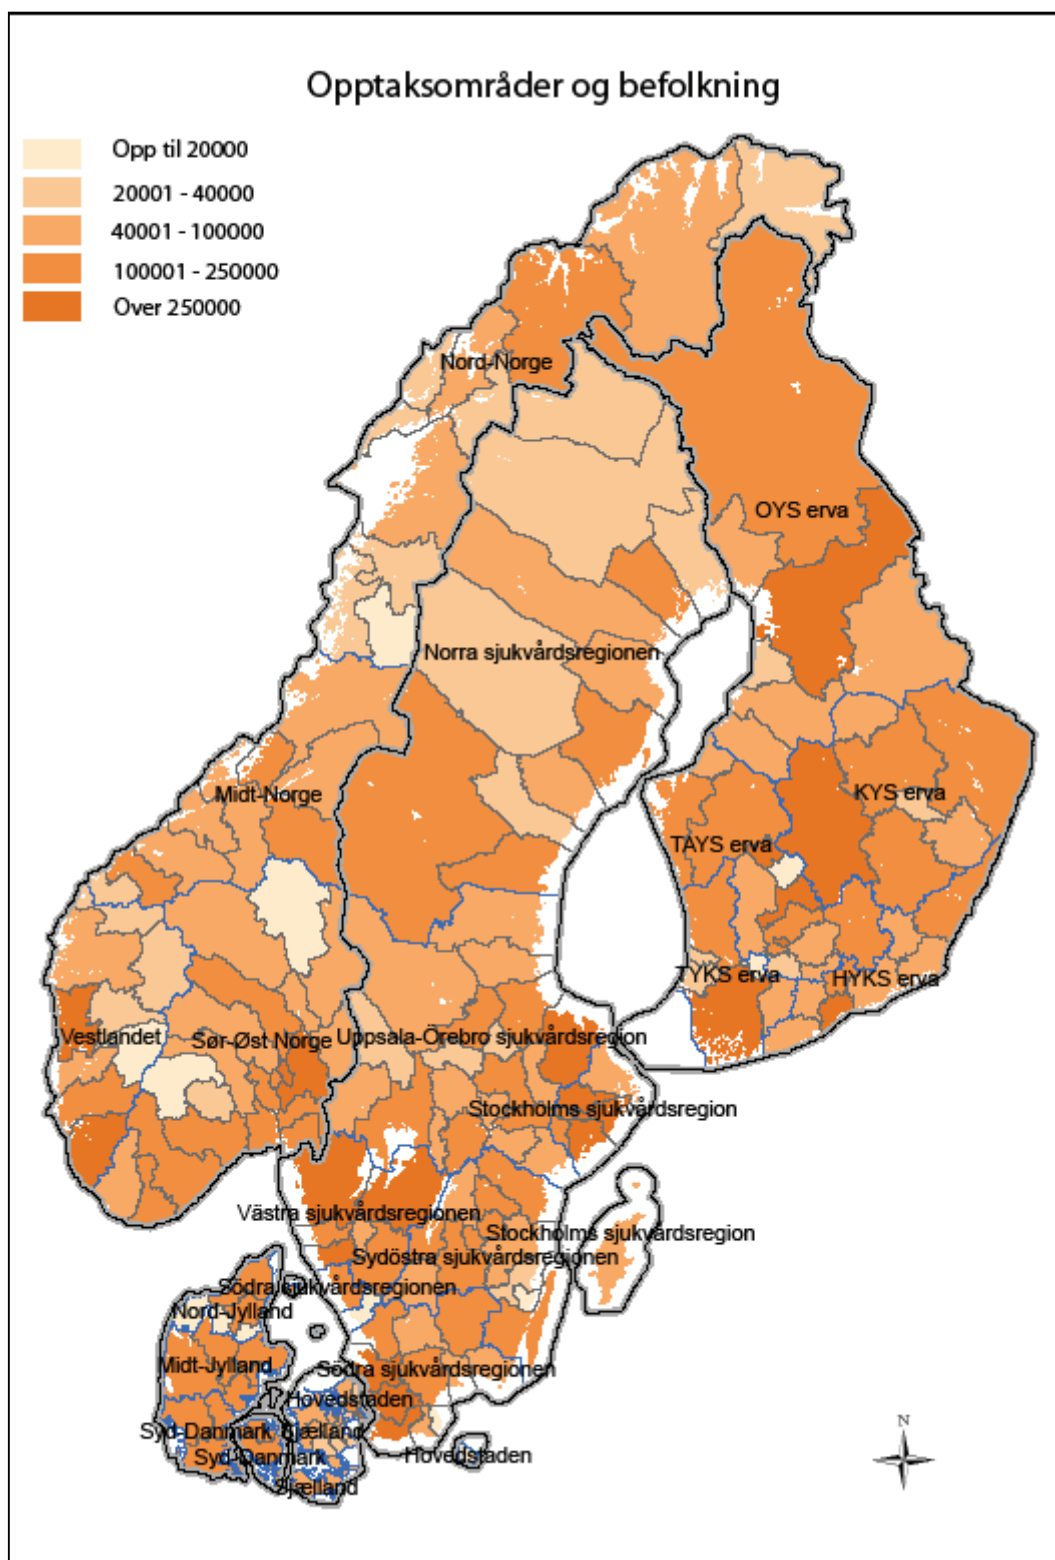 Opptaksområder og befolkning
Opp til 20000
20001 - 40000
40001 - 100000
100001 - 250000
Over 250000
Nord-Norge
OYS erva
Norra sjukvårdsregionen
Midt-Norge
KYS erva
TAYS erva
TYKS erva
HYKS erva
Vestlandet
Sør-Øst Norge
Uppsala-Örebro sjukvårdsregion
Stockholms sjukvårdsregion
Västra sjukvårdsregionen
Stockholms sjukvårdsregion
Sydöstra sjukvårdsregionen
Södra sjukvårdsregionen
Nord-Jylland
Midt-Jylland
Södra sjukvårdsregionen
Hovedstaden
Syd-Danmark
Sjælland
Syd-Danmark
Hovedstaden
Sjælland
N